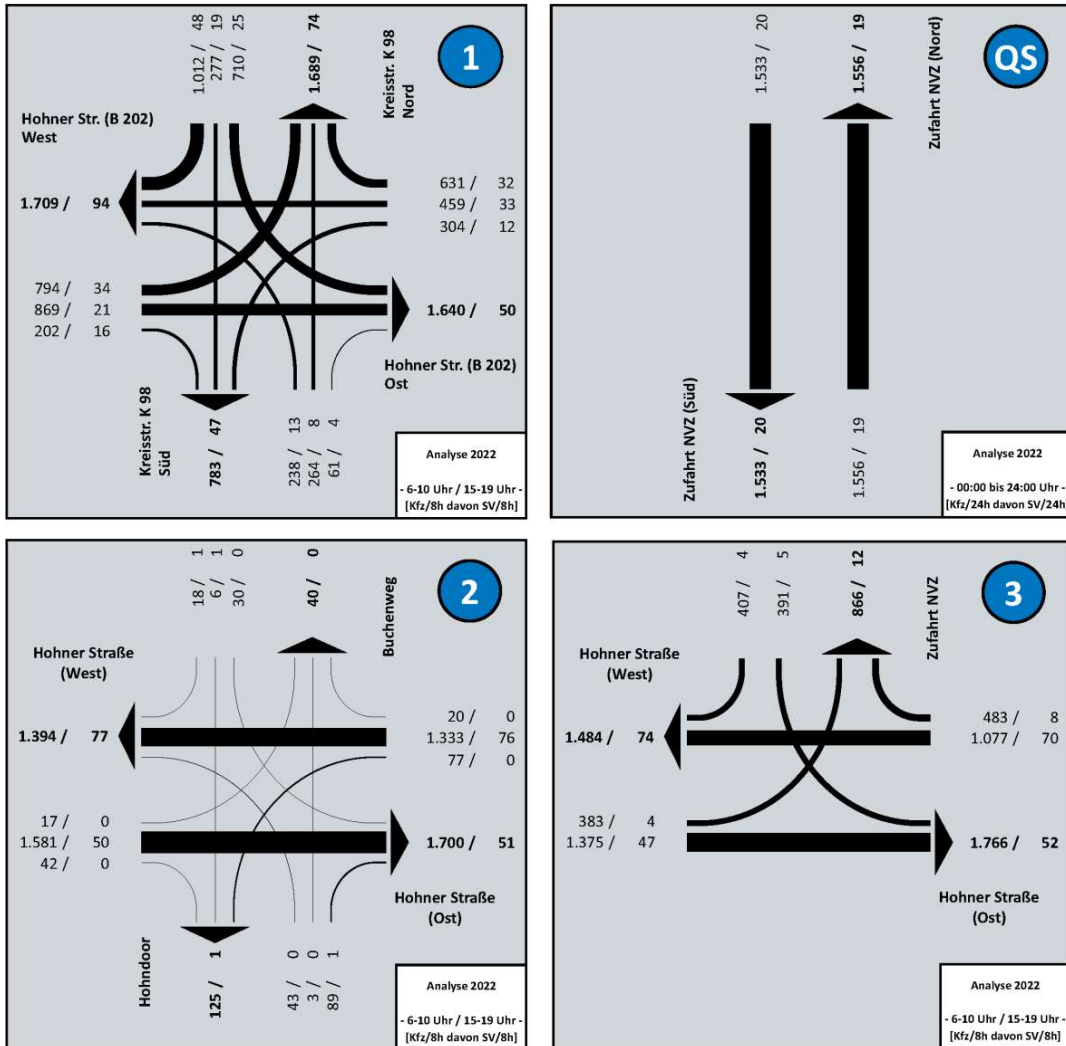 1.012 / 48
277 / 19
710 / 25
1.689 / 74
Kreisstr. K 98
Nord
1
Hohner Str. (B 202)
West
1.709 / 94
631 / 32
459 / 33
304 / 12
794 / 34
869 / 21
202 / 16
1.640 / 50
Hohner Str. (B 202)
Ost
Kreisstr. K 98
Süd
783 / 47
238 / 13
264 / 8
61 / 4
Analyse 2022
- 6-10 Uhr / 15-19 Uhr -
[Kfz/8h davon SV/8h]
1.533 / 20
1.556 / 19
Zufahrt NVZ (Nord)
QS
Zufahrt NVZ (Süd)
1.533 / 20
1.556 / 19
Analyse 2022
- 00:00 bis 24:00 Uhr -
[Kfz/24h davon SV/24h]
18 / 1
6 / 1
30 / 0
40 / 0
Buchenweg
2
Hohner Straße
(West)
1.394 / 77
20 / 0
1.333 / 76
77 / 0
17 / 0
1.581 / 50
42 / 0
1.700 / 51
Hohner Straße
(Ost)
Hohndoor
125 / 1
43 / 0
3 / 0
89 / 1
Analyse 2022
- 6-10 Uhr / 15-19 Uhr -
[Kfz/8h davon SV/8h]
407 / 4
391 / 5
866 / 12
Zufahrt NVZ
3
Hohner Straße
(West)
1.484 / 74
483 / 8
1.077 / 70
383 / 4
1.375 / 47
1.766 / 52
Hohner Straße
(Ost)
Analyse 2022
- 6-10 Uhr / 15-19 Uhr -
[Kfz/8h davon SV/8h]